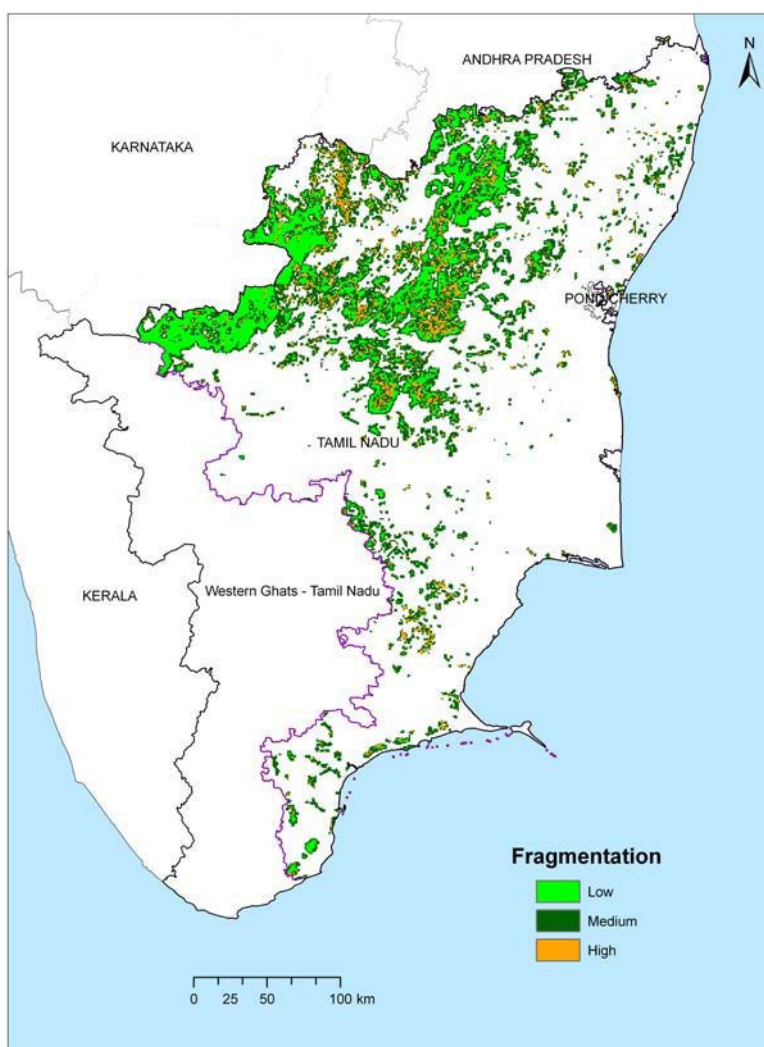 N
ANDHRA PRADESH
KARNATAKA
PONDICHERRY
TAMIL NADU
KERALA
Western Ghats - Tamil Nadu
Fragmentation
Low
Medium
High
0 25 50 100 km